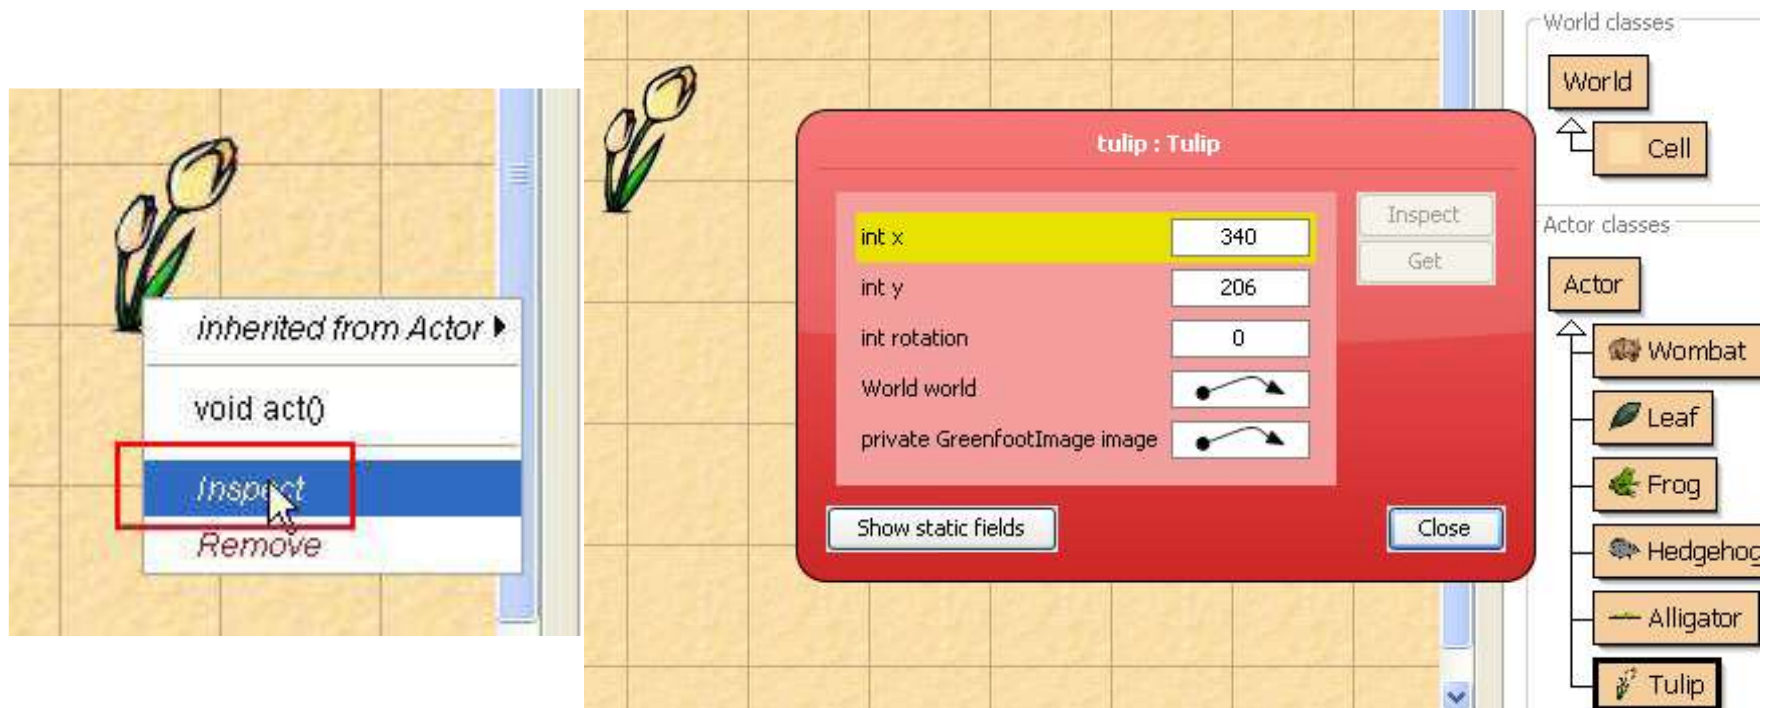 inherited from Actor
void act()
Inspect
Remove
tulip : Tulip
int x 340
int y 206
int rotation 0
World world
private GreenfootImage image
Inspect
Get
Show static fields
Close
World classes
World
Cell
Actor classes
Actor
Wombat
Leaf
Frog
Hedgehog
Alligator
Tulip